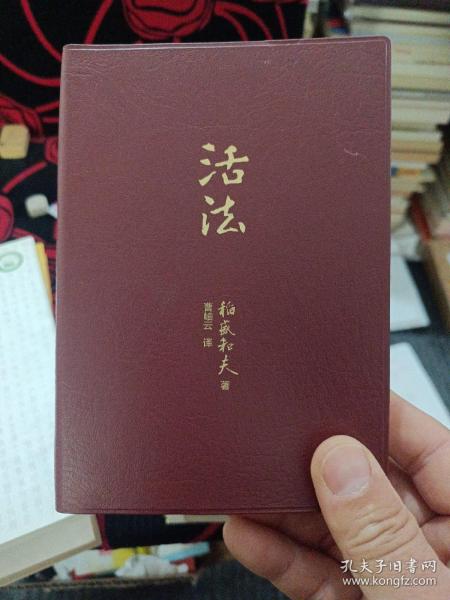 活法
稻盛和夫 著
曹岫云 译
孔夫子旧书网
www.kongfz.com